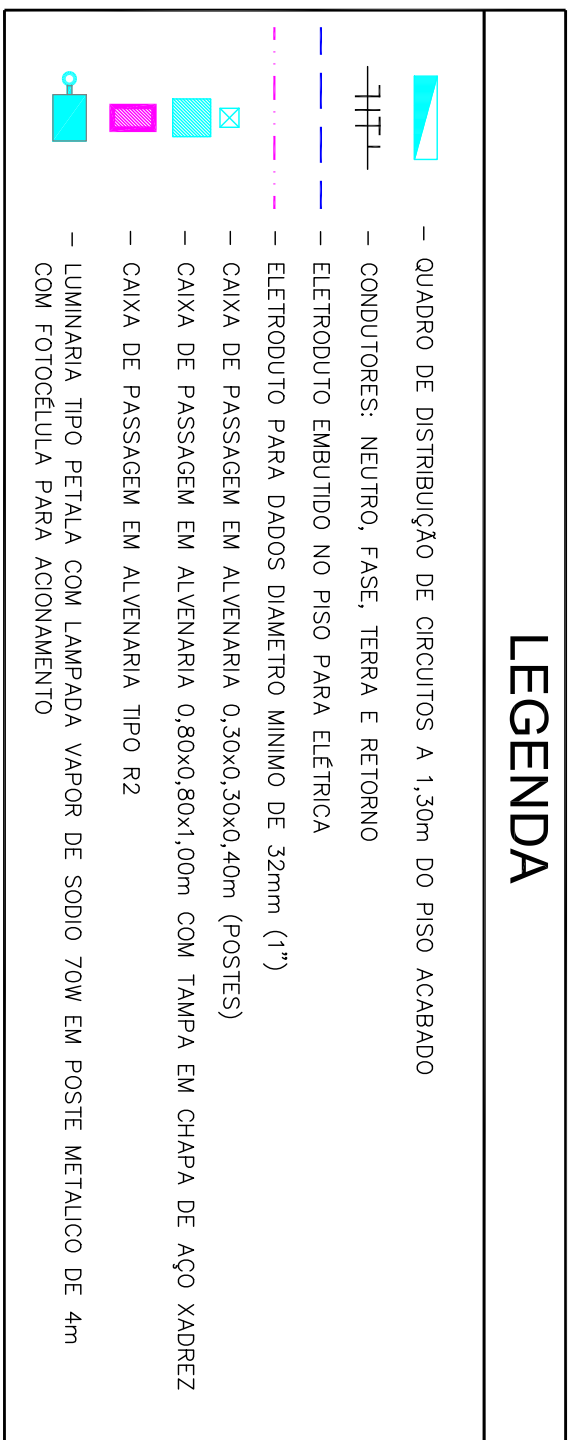 LEGENDA
- QUADRO DE DISTRIBUIÇÃO DE CIRCUITOS A 1,30m DO PISO ACABADO
- CONDUTORES: NEUTRO, FASE, TERRA E RETORNO
- ELETRODUTO EMBUTIDO NO PISO PARA ELÉTRICA
- ELETRODUTO PARA DADOS DIAMETRO MINIMO DE 32mm (1")
- CAIXA DE PASSAGEM EM ALVENARIA 0,30x0,30x0,40m (POSTES)
- CAIXA DE PASSAGEM EM ALVENARIA 0,80x0,80x1,00m COM TAMPA EM CHAPA DE AÇO XADREZ
- CAIXA DE PASSAGEM EM ALVENARIA TIPO R2
- LUMINARIA TIPO PETALA COM LAMPADA VAPOR DE SODIO 70W EM POSTE METALICO DE 4m
COM FOTOCÉLULA PARA ACIONAMENTO